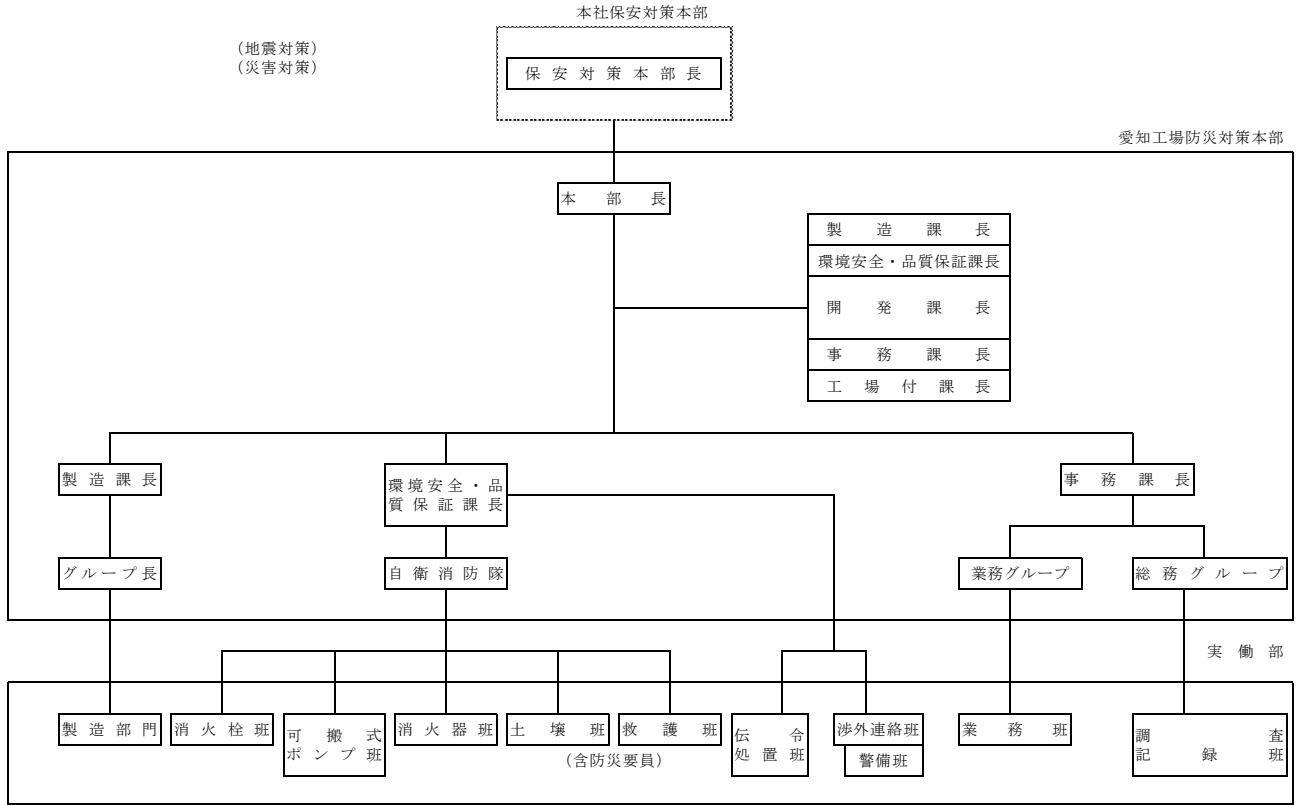 本社保安対策本部
（地震対策）
（災害対策）
保安対策本部長
愛知工場防災対策本部
本部長
製造課長
環境安全・品質保証課長
開発課長
事務課長
工場付課長
製造課長
環境安全・品
質保証課長
事務課長
グループ長
自衛消防隊
業務グループ
総務グループ
実働部
製造部門
消火栓班
可搬式
ポンプ班
消火器班
土壌班
救護班
（含防災要員）
伝令
処置班
渉外連絡班
警備班
業務班
調査
記録班